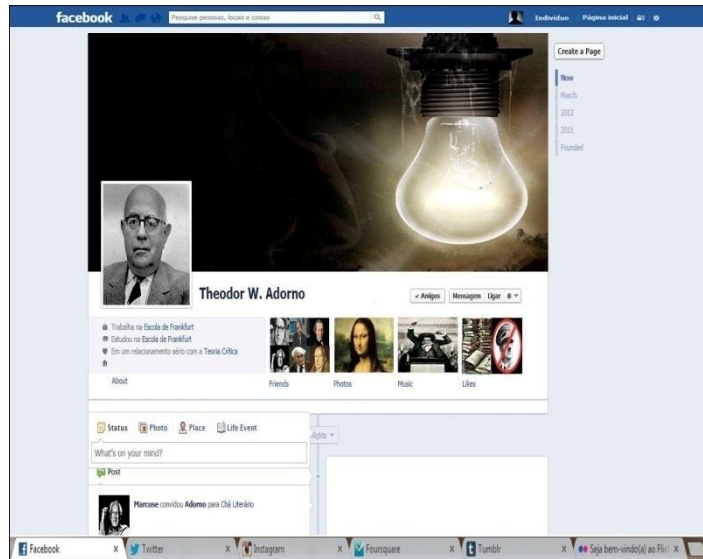 facebook
Pesquise pessoas, locais e coisas
Indivíduo
Página inicial
Create a Page
Now
March
2012
2011
Founded
Theodor W. Adorno
✓ Amigos
Mensagem
Ligar
Trabalha na Escola de Frankfurt
Estudou na Escola de Frankfurt
Em um relacionamento sério com a Teoria Crítica
About
Friends
Photos
Music
Likes
Status
Photo
Place
Life Event
What's on your mind?
Post
Marcuse convidou Adorno para Chá Literário
Facebook x
Twitter x
Instagram x
Foursquare x
Tumblr x
Seja bem-vindo(a) ao Flic x